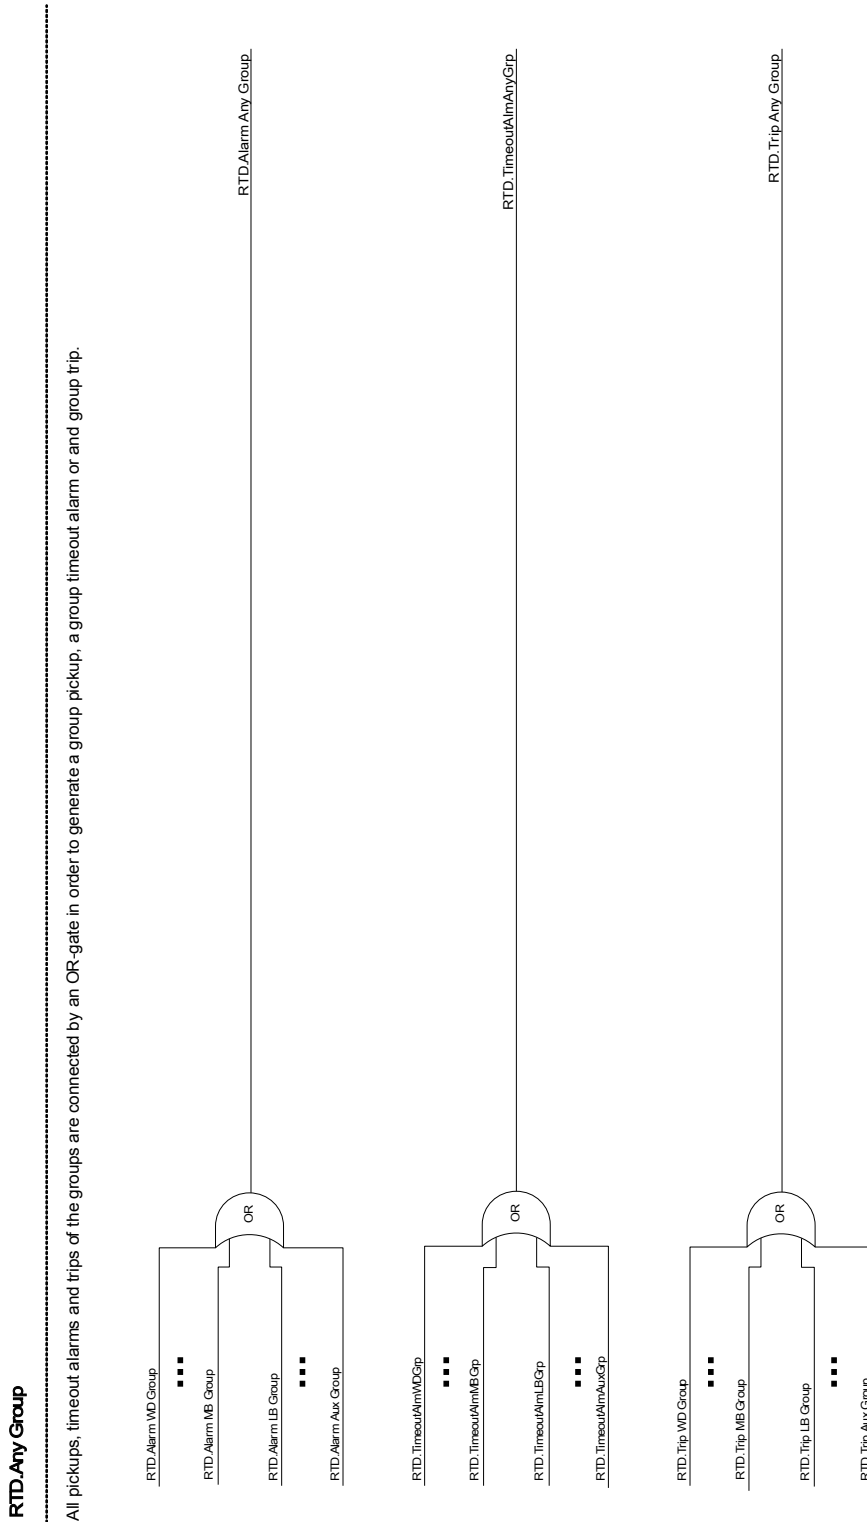 RTD.Any Group
All pickups, timeout alarms and trips of the groups are connected by an OR-gate in order to generate a group pickup, a group timeout alarm or and group trip.
RTD.Alarm WD Group
RTD.Alarm MB Group
RTD.Alarm LB Group
RTD.Alarm Aux Group
OR
RTD.Alarm Any Group
RTD.TimeoutAlmWDGrp
RTD.TimeoutAlmMBGrp
RTD.TimeoutAlmLBGrp
RTD.TimeoutAlmAuxGrp
OR
RTD.TimeoutAlmAnyGrp
RTD.Trip WD Group
RTD.Trip MB Group
RTD.Trip LB Group
RTD.Trip Aux Group
OR
RTD.Trip Any Group